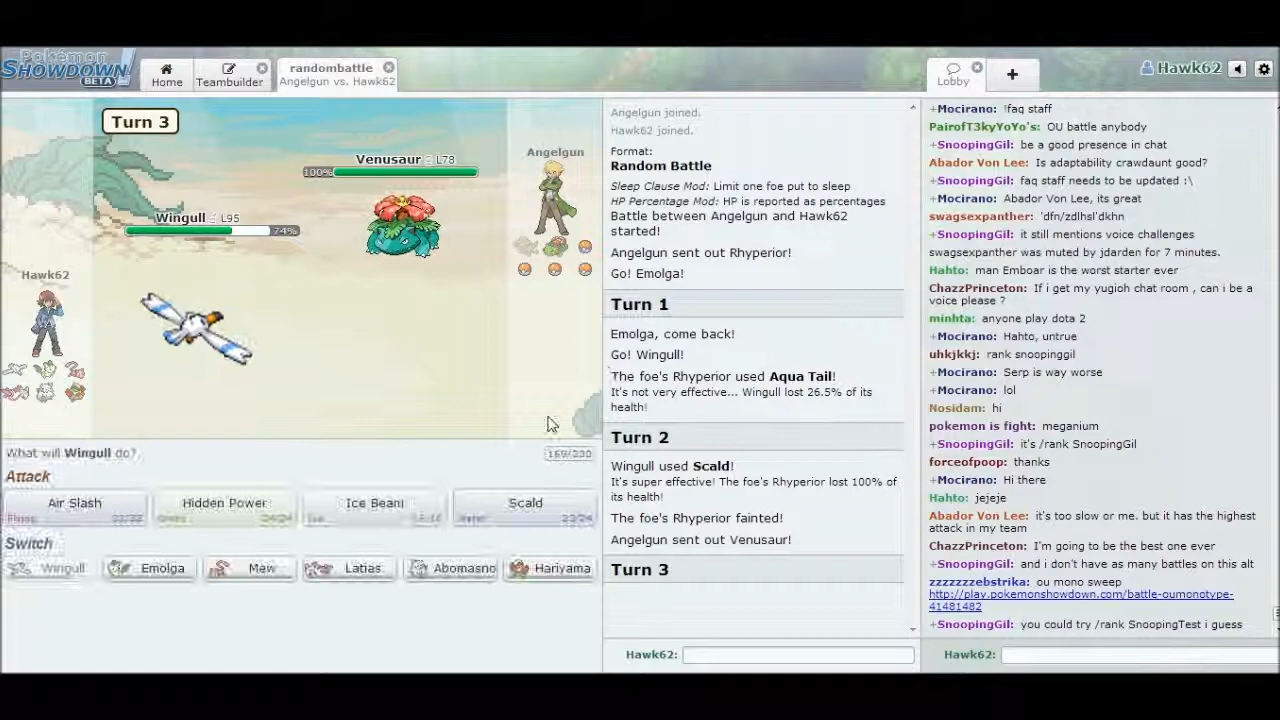 Pokémon
SHOWDOWN
BETA
Home
Teambuilder
randombattle
Angelgun vs. Hawk62
Lobby
+
Hawk62
Turn 3
Venusaur L78
100%
Wingull L95
74%
Angelgun
Hawk62
What will Wingull do?
169/230
Attack
Air Slash
Hidden Power
Ice Beam
Scald
Switch
Wingull
Emolga
Mew
Latias
Abomasno
Hariyama
Angelgun joined.
Hawk62 joined.
Format:
Random Battle
Sleep Clause Mod: Limit one foe put to sleep
HP Percentage Mod: HP is reported as percentages
Battle between Angelgun and Hawk62
started!
Angelgun sent out Rhyperior!
Go! Emolga!
Turn 1
Emolga, come back!
Go! Wingull!
The foe's Rhyperior used Aqua Tail!
It's not very effective... Wingull lost 26.5% of its
health!
Turn 2
Wingull used Scald!
It's super effective! The foe's Rhyperior lost 100% of
its health!
The foe's Rhyperior fainted!
Angelgun sent out Venusaur!
Turn 3
Hawk62:
+Mocirano: !faq staff
PairofT3kyYoYo's: OU battle anybody
+SnoopingGil: be a good presence in chat
Abador Von Lee: Is adaptability crawdaunt good?
+SnoopingGil: faq staff needs to be updated :\
+Mocirano: Abador Von Lee, its great
swagsexpanther: 'dfn/zdlhsl'dkhn
+SnoopingGil: it still mentions voice challenges
swagsexpanther was muted by jdarden for 7 minutes.
Hahto: man Emboar is the worst starter ever
ChazzPrinceton: If i get my yugioh chat room , can i be a
voice please ?
minhta: anyone play dota 2
+Mocirano: Hahto, untrue
uhkjkkj: rank snoopinggil
+Mocirano: Serp is way worse
+Mocirano: lol
Nosidam: hi
pokemon is fight: meganium
+SnoopingGil: it's /rank SnoopingGil
forceofpoop: thanks
+Mocirano: Hi there
Hahto: jejeje
Abador Von Lee: it's too slow or me. but it has the highest
attack in my team
ChazzPrinceton: I'm going to be the best one ever
+SnoopingGil: and i don't have as many battles on this alt
zzzzzzzebstrika: ou mono sweep
http://play.pokemonshowdown.com/battle-oumonotype-
41481482
+SnoopingGil: you could try /rank SnoopingTest i guess
Hawk62: